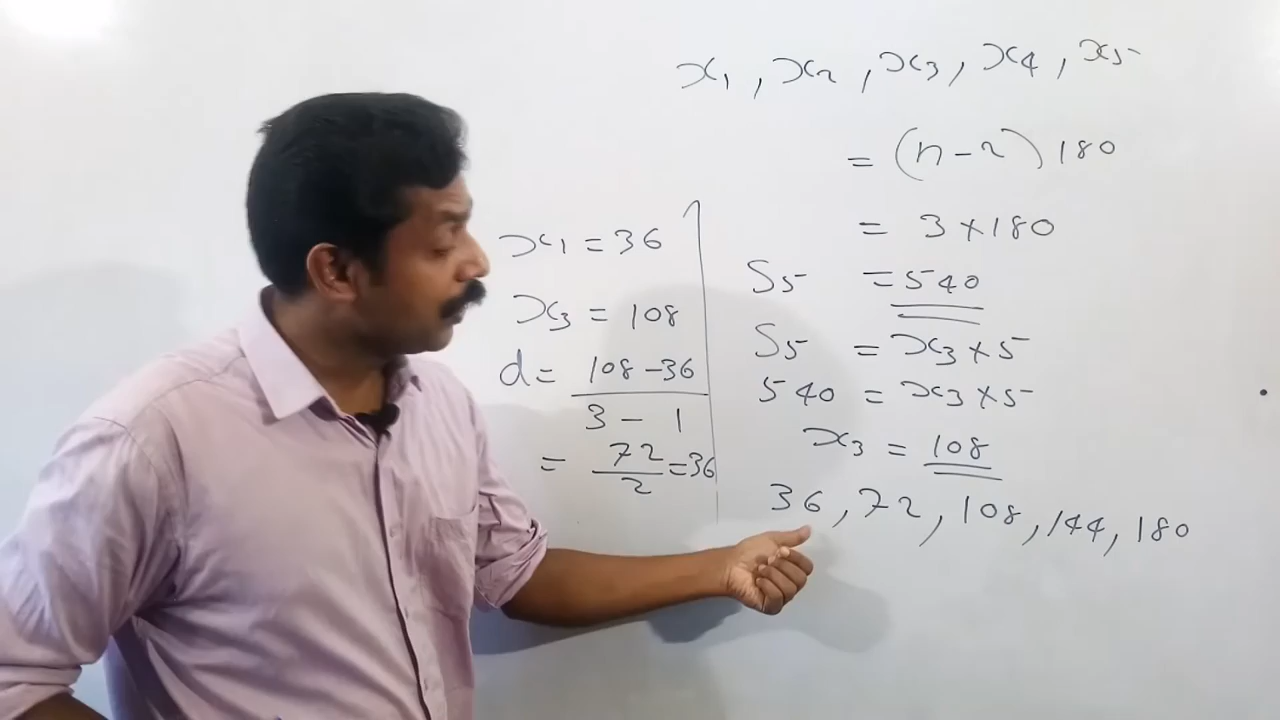 x1, x2, x3, x4, x5
= (n-2) 180
= 3 × 180
S5 = 540
S5 = x3 × 5
540 = x3 × 5
x3 = 108
x1 = 36
x3 = 108
d = 108 - 36 / 3 - 1
= 72 / 2 = 36
36, 72, 108, 144, 180